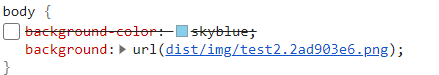 body {
background-color: skyblue;
background: url(dist/img/test2.2ad903e6.png);
}